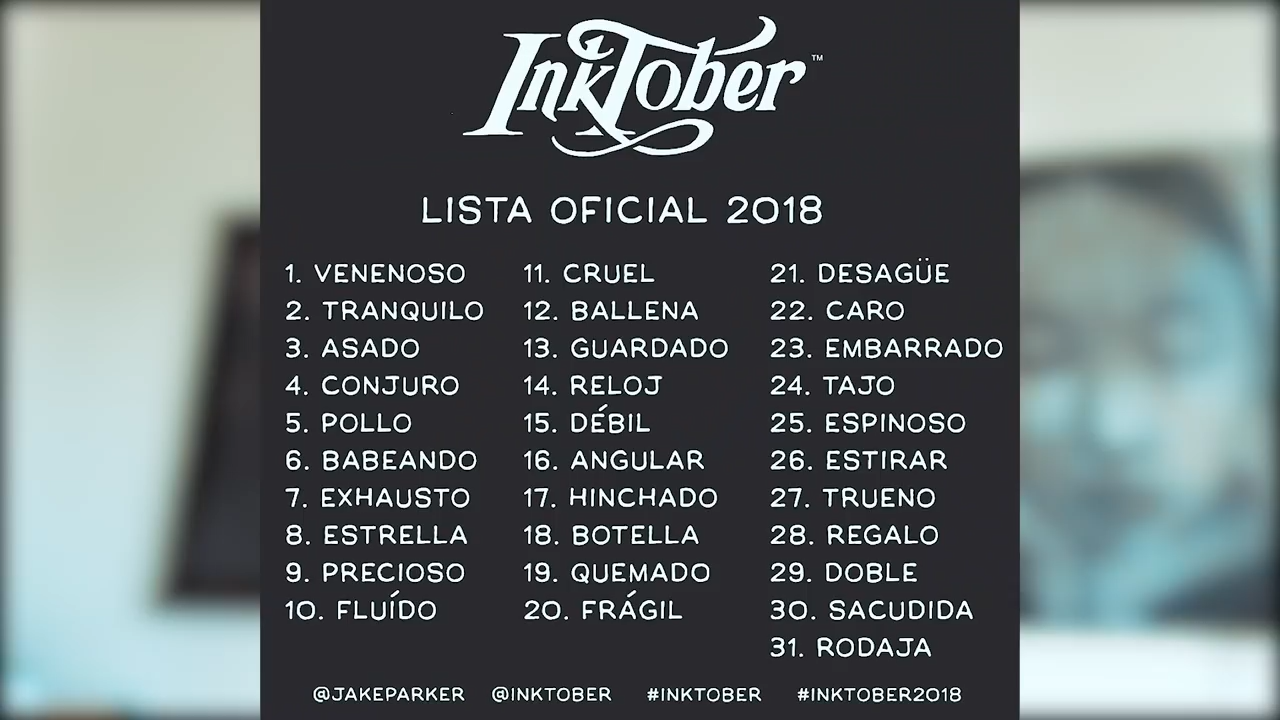 InkTober™
LISTA OFICIAL 2018
1. VENENOSO
2. TRANQUILO
3. ASADO
4. CONJURO
5. POLLO
6. BABEANDO
7. EXHAUSTO
8. ESTRELLA
9. PRECIOSO
10. FLUÍDO
11. CRUEL
12. BALLENA
13. GUARDADO
14. RELOJ
15. DÉBIL
16. ANGULAR
17. HINCHADO
18. BOTELLA
19. QUEMADO
20. FRÁGIL
21. DESAGÜE
22. CARO
23. EMBARRADO
24. TAJO
25. ESPINOSO
26. ESTIRAR
27. TRUENO
28. REGALO
29. DOBLE
30. SACUDIDA
31. RODAJA
@JAKEPARKER @INKTOBER #INKTOBER #INKTOBER2018